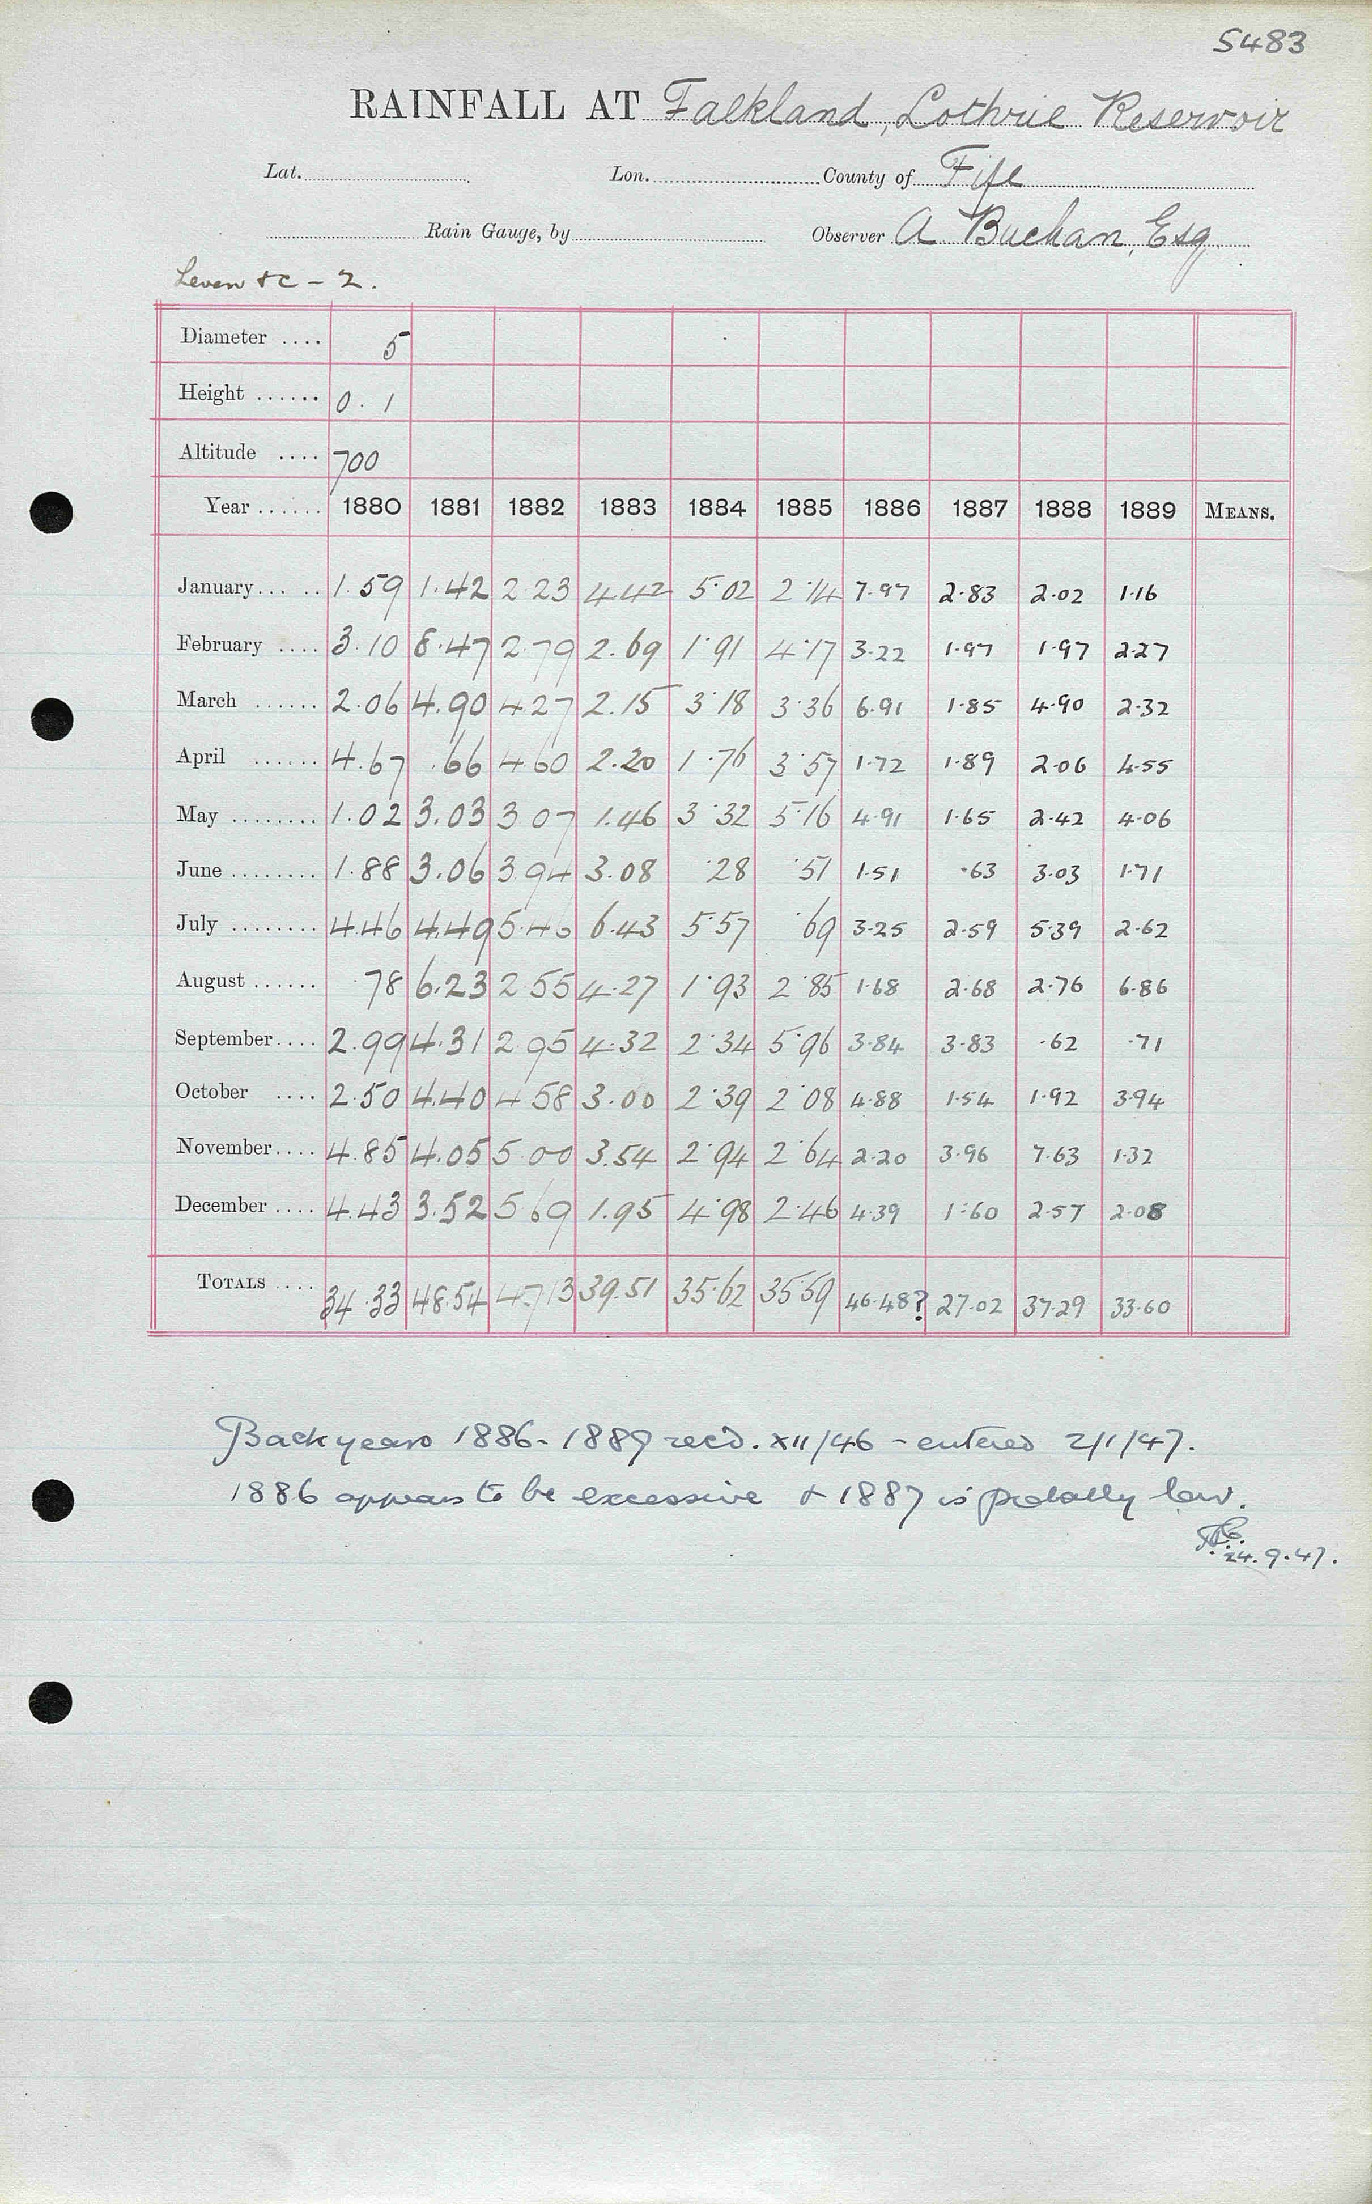 5483
RAINFALL AT Falkland, Lothrie Reservoir
Lat. Lon. County of Fife
Rain Gauge, by Observer A Buchan, Esq
Leven &c - 2.
Diameter .... 5
Height ...... 0.1
Altitude .... 700
Year ...... 1880 1881 1882 1883 1884 1885 1886 1887 1888 1889 MEANS.
January ..... 1.59 1.42 2 23 4.42 5.02 2.14 7.97 2.83 2.02 1.16
February .... 3.10 8.47 2.79 2.69 1.91 4.17 3.22 1.97 1.97 2.27
March ...... 2.06 4.90 4 27 2.15 3.18 3.36 6.91 1.85 4.90 2.32
April ...... 4.67 .66 4 60 2.20 1.76 3.57 1.72 1.89 2.06 4.55
May ........ 1.02 3.03 3 07 1.46 3.32 5.16 4.91 1.65 2.42 4.06
June ........ 1.88 3.06 3 94 3.08 .28 .51 1.51 .63 3.03 1.71
July ........ 4.46 4.49 5.46 6.43 5.57 .69 3.25 2.59 5.39 2.62
August ...... .78 6.23 2 55 4.27 1.93 2.85 1.68 2.68 2.76 6.86
September .... 2.99 4.31 2 95 4.32 2.34 5.96 3.84 3.83 .62 .71
October .... 2.50 4.40 4 58 3.00 2.39 2.08 4.88 1.54 1.92 3.94
November .... 4.85 4.05 5 00 3.54 2.94 2.64 2.20 3.96 7.63 1.32
December .... 4.43 3.52 5 69 1.95 4.98 2.46 4.39 1.60 2.57 2.08
TOTALS .... 34.33 48.54 47.13 39.51 35.62 35.59 46.48? 27.02 37.29 33.60
Back years 1886-1889 recd. XII/46 - entered 2/1/47.
1886 appears to be excessive & 1887 is probably low.
24.9.47.